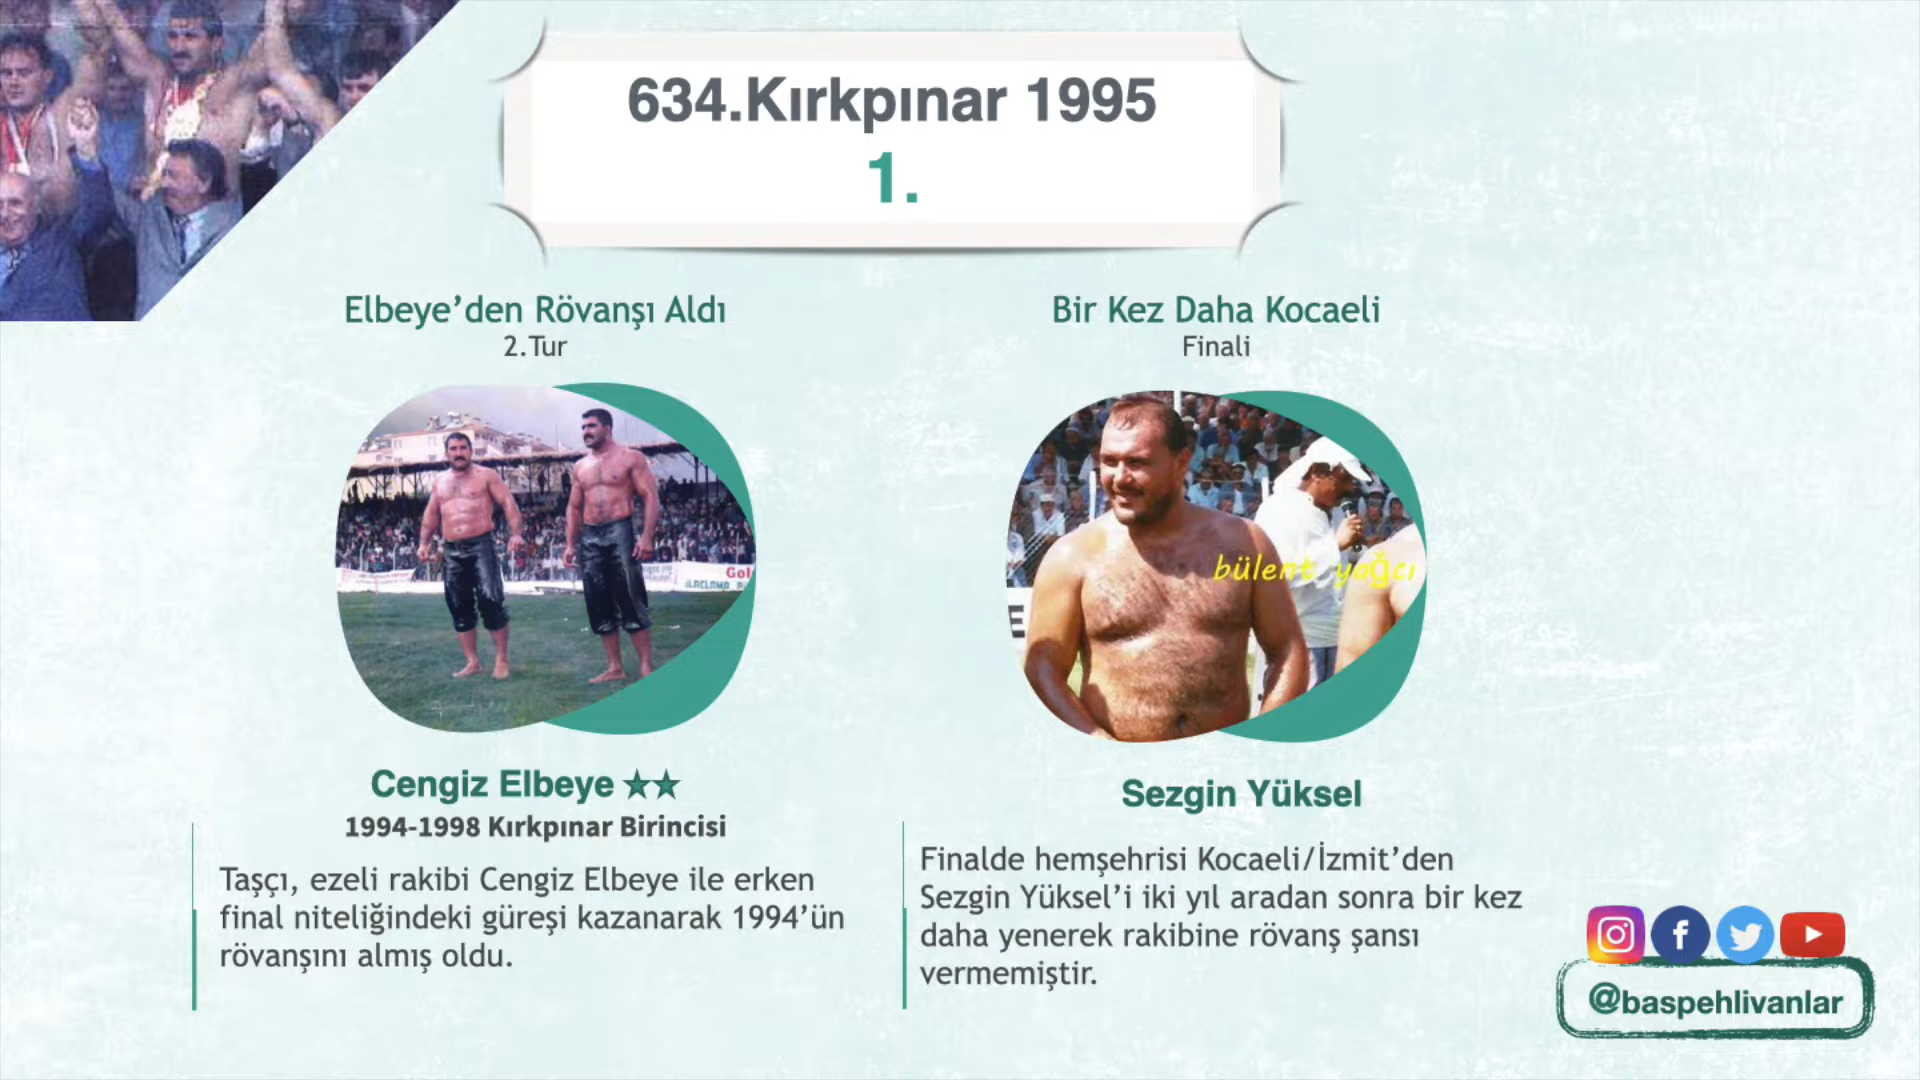 634.Kırkpınar 1995
1.
Elbeye’den Rövanşı Aldı
2.Tur
Bir Kez Daha Kocaeli
Finali
Gol
İLAÇLAMA
E
bülent yağcı
Cengiz Elbeye ★★
1994-1998 Kırkpınar Birincisi
Taşçı, ezeli rakibi Cengiz Elbeye ile erken
final niteliğindeki güreşi kazanarak 1994’ün
rövanşını almış oldu.
Sezgin Yüksel
Finalde hemşehrisi Kocaeli/İzmit’den
Sezgin Yüksel’i iki yıl aradan sonra bir kez
daha yenerek rakibine rövanş şansı
vermemiştir.
@baspehlivanlar